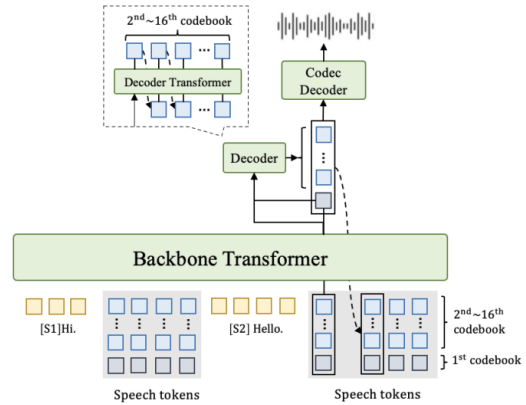 2nd~16th codebook
Decoder Transformer
Codec
Decoder
Decoder
Backbone Transformer
[S1]Hi.
[S2] Hello.
2nd~16th
codebook
1st codebook
Speech tokens
Speech tokens